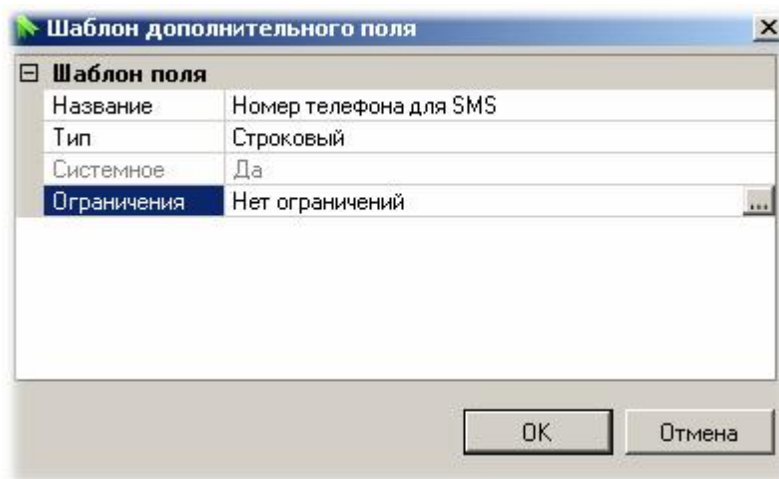 Шаблон дополнительного поля
Шаблон поля
Название Номер телефона для SMS
Тип Строковый
Системное Да
Ограничения Нет ограничений ...
OK Отмена